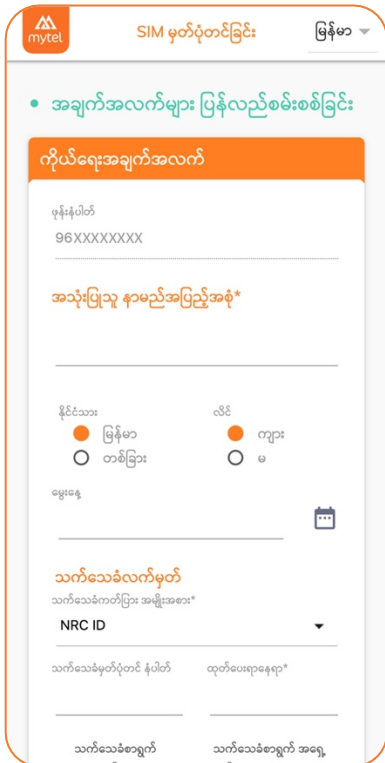 mytel
SIM မှတ်ပုံတင်ခြင်း
မြန်မာ
အချက်အလက်များ ပြန်လည်စမ်းစစ်ခြင်း
ကိုယ်ရေးအချက်အလက်
ဖုန်းနံပါတ်
96XXXXXXXX
အသုံးပြုသူ နာမည်အပြည့်အစုံ*
နိုင်ငံသား
လိင်
မြန်မာ
ကျား
တစ်ခြား
မ
မွေးနေ့
သက်သေခံလက်မှတ်
သက်သေခံကတ်ပြား အမျိုးအစား*
NRC ID
သက်သေခံမှတ်ပုံတင် နံပါတ်
ထုတ်ပေးရာနေရာ*
သက်သေခံစာရွက်
သက်သေခံစာရွက် အရှေ့